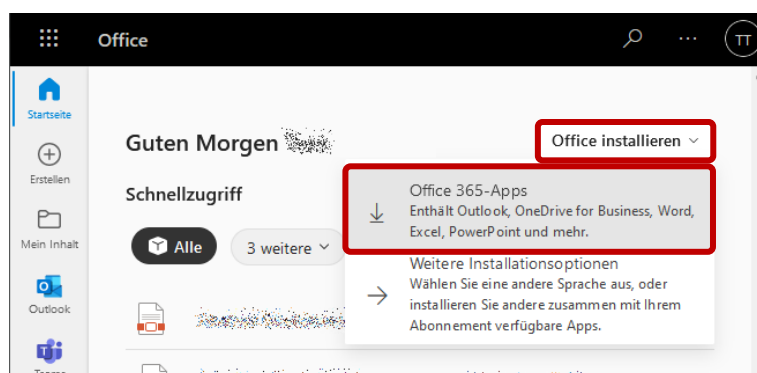 Office
TT
Startseite
Guten Morgen
Office installieren
Erstellen
Schnellzugriff
Office 365-Apps
Enthält Outlook, OneDrive for Business, Word,
Excel, PowerPoint und mehr.
Mein Inhalt
Alle
3 weitere
Weitere Installationsoptionen
Wählen Sie eine andere Sprache aus, oder
installieren Sie andere zusammen mit Ihrem
Abonnement verfügbare Apps.
Outlook